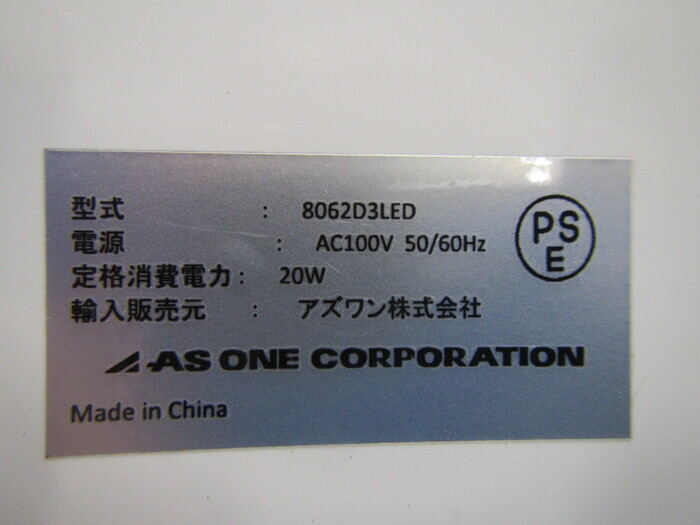 型式 : 8062D3LED
電源 : AC100V 50/60Hz
定格消費電力 : 20W
輸入販売元 : アズワン株式会社
PS
E
AS ONE CORPORATION
Made in China